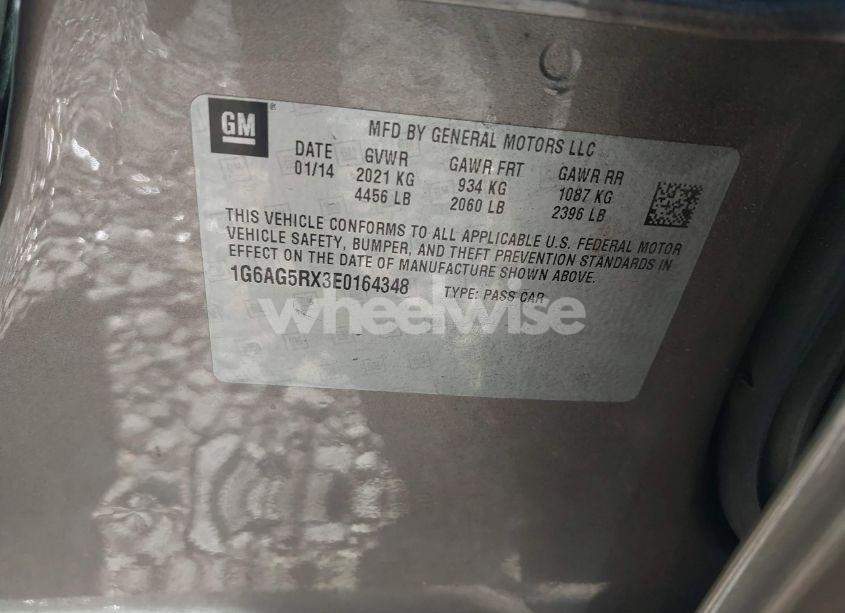 GM ®
MFD BY GENERAL MOTORS LLC
DATE GVWR GAWR FRT GAWR RR
01/14 2021 KG 934 KG 1087 KG
4456 LB 2060 LB 2396 LB
THIS VEHICLE CONFORMS TO ALL APPLICABLE U.S. FEDERAL MOTOR
VEHICLE SAFETY, BUMPER, AND THEFT PREVENTION STANDARDS IN
EFFECT ON THE DATE OF MANUFACTURE SHOWN ABOVE.
1G6AG5RX3E0164348 TYPE: PASS CAR
wheelwise